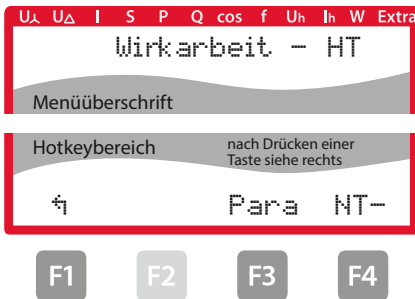 U⅄ U△ I S P Q cos f Uh Ih W Extra
Wirkarbeit - HT
Menüüberschrift
Hotkeybereich
nach Drücken einer
Taste siehe rechts
↰ Para NT-
F1 F2 F3 F4